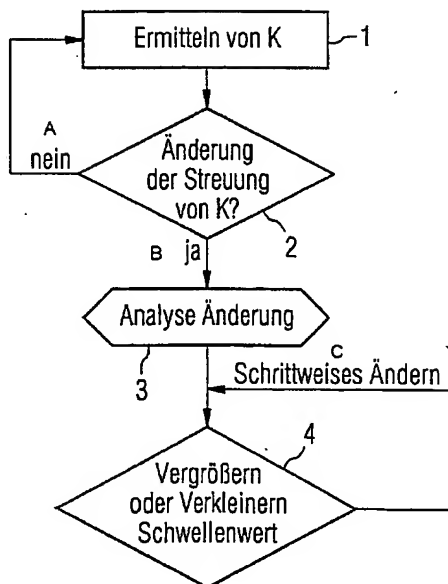 Ermitteln von K
1
A
nein
Änderung
der Streuung
von K?
2
B ja
Analyse Änderung
3
C
Schrittweises Ändern
4
Vergrößern
oder Verkleinern
Schwellenwert